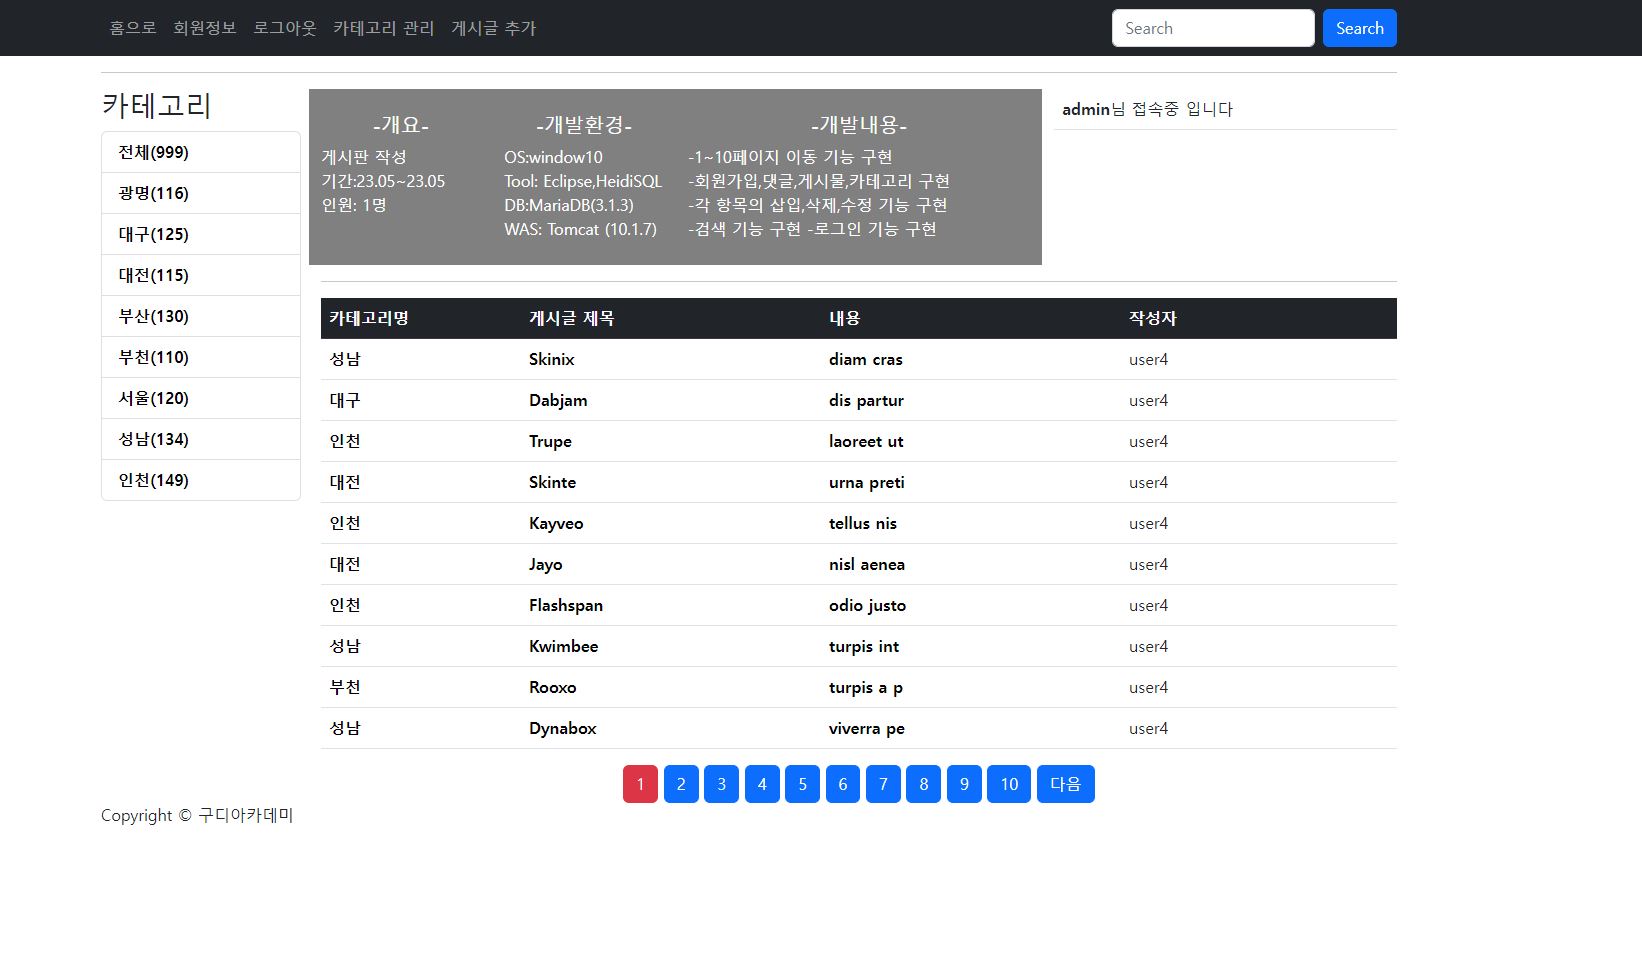 홈으로 회원정보 로그아웃 카테고리 관리 게시글 추가 Search Search
카테고리
전체(999)
광명(116)
대구(125)
대전(115)
부산(130)
부천(110)
서울(120)
성남(134)
인천(149)
-개요-
게시판 작성
기간:23.05~23.05
인원: 1명
-개발환경-
OS:window10
Tool: Eclipse,HeidiSQL
DB:MariaDB(3.1.3)
WAS: Tomcat (10.1.7)
-개발내용-
-1~10페이지 이동 기능 구현
-회원가입,댓글,게시물,카테고리 구현
-각 항목의 삽입,삭제,수정 기능 구현
-검색 기능 구현 -로그인 기능 구현
admin님 접속중 입니다
카테고리명 게시글 제목 내용 작성자
성남 Skinix diam cras user4
대구 Dabjam dis partur user4
인천 Trupe laoreet ut user4
대전 Skinte urna preti user4
인천 Kayveo tellus nis user4
대전 Jayo nisl aenea user4
인천 Flashspan odio justo user4
성남 Kwimbee turpis int user4
부천 Rooxo turpis a p user4
성남 Dynabox viverra pe user4
1 2 3 4 5 6 7 8 9 10 다음
Copyright © 구디아카데미